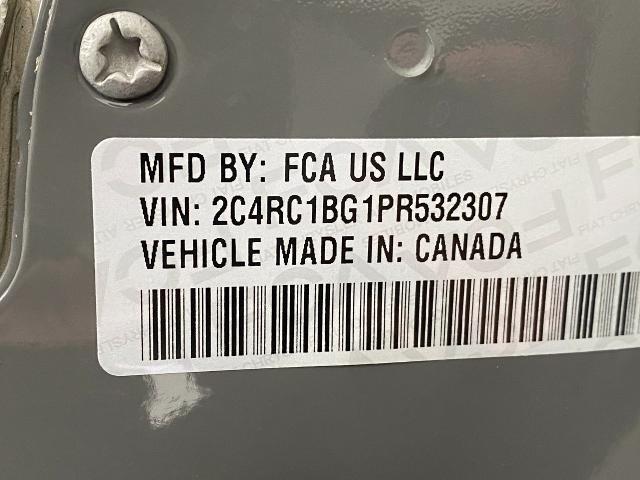 MFD BY: FCA US LLC
VIN: 2C4RC1BG1PR532307
VEHICLE MADE IN: CANADA